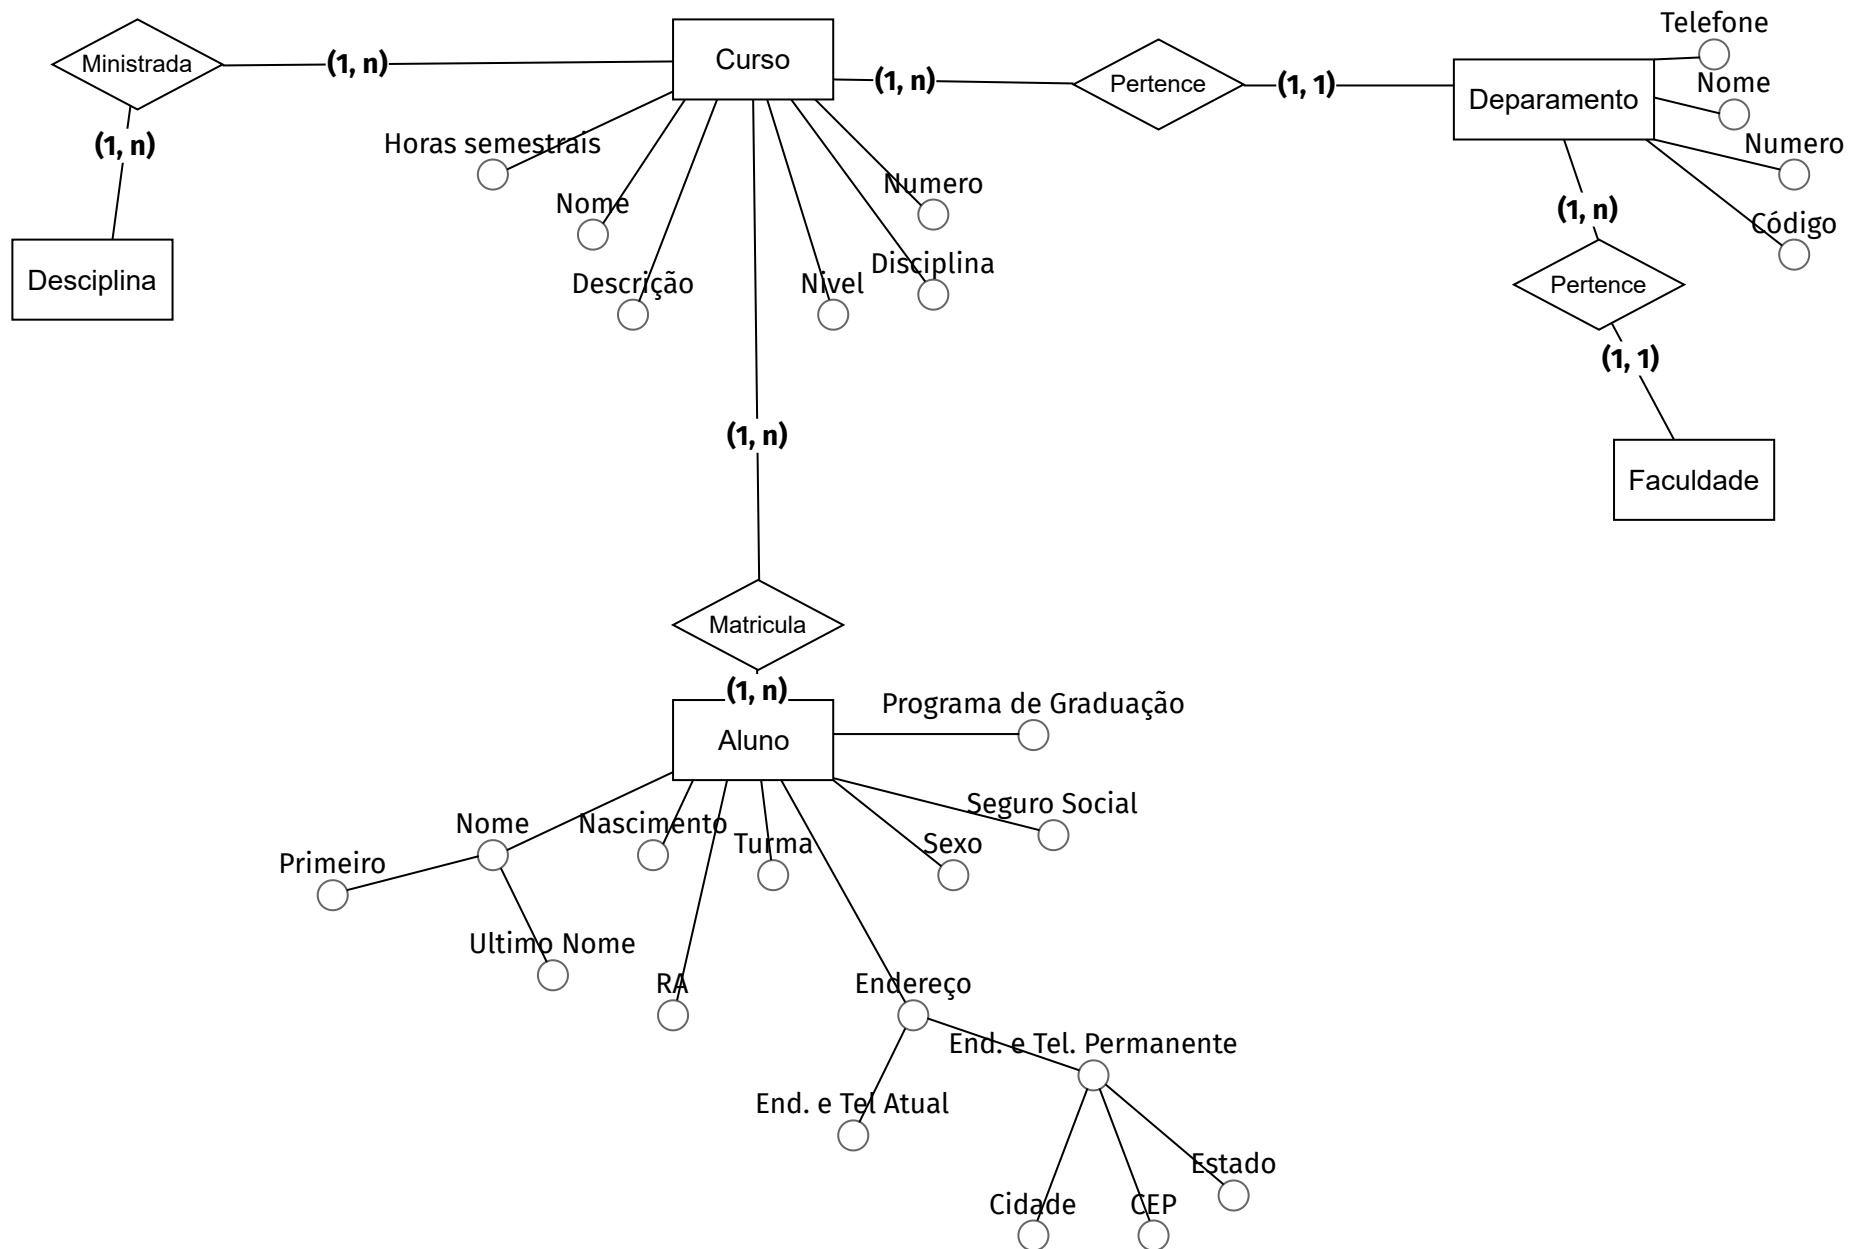 Telefone
Curso
Ministrada
(1, n)
(1, n)
Pertence
(1, 1)
Deparamento
Nome
(1, n)
Horas semestrais
Numero
Numero
Nome
(1, n)
Código
Desciplina
Descrição
Nivel
Disciplina
Pertence
(1, 1)
(1, n)
Faculdade
Matricula
(1, n)
Programa de Graduação
Aluno
Seguro Social
Nome
Nascimento
Turma
Sexo
Primeiro
Ultimo Nome
RA
Endereço
End. e Tel. Permanente
End. e Tel Atual
Estado
Cidade
CEP